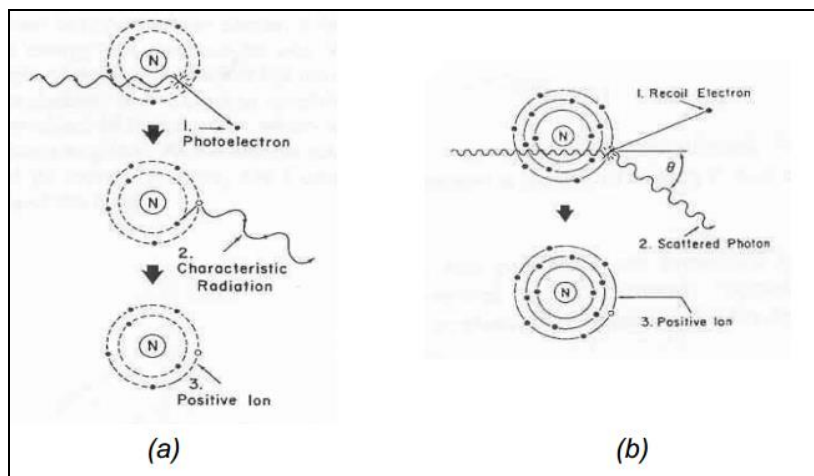 N
1.
Photoelectron
N
2.
Characteristic
Radiation
N
3.
Positive Ion
(a)
N
1. Recoil Electron
θ
2. Scattered Photon
N
3. Positive Ion
(b)